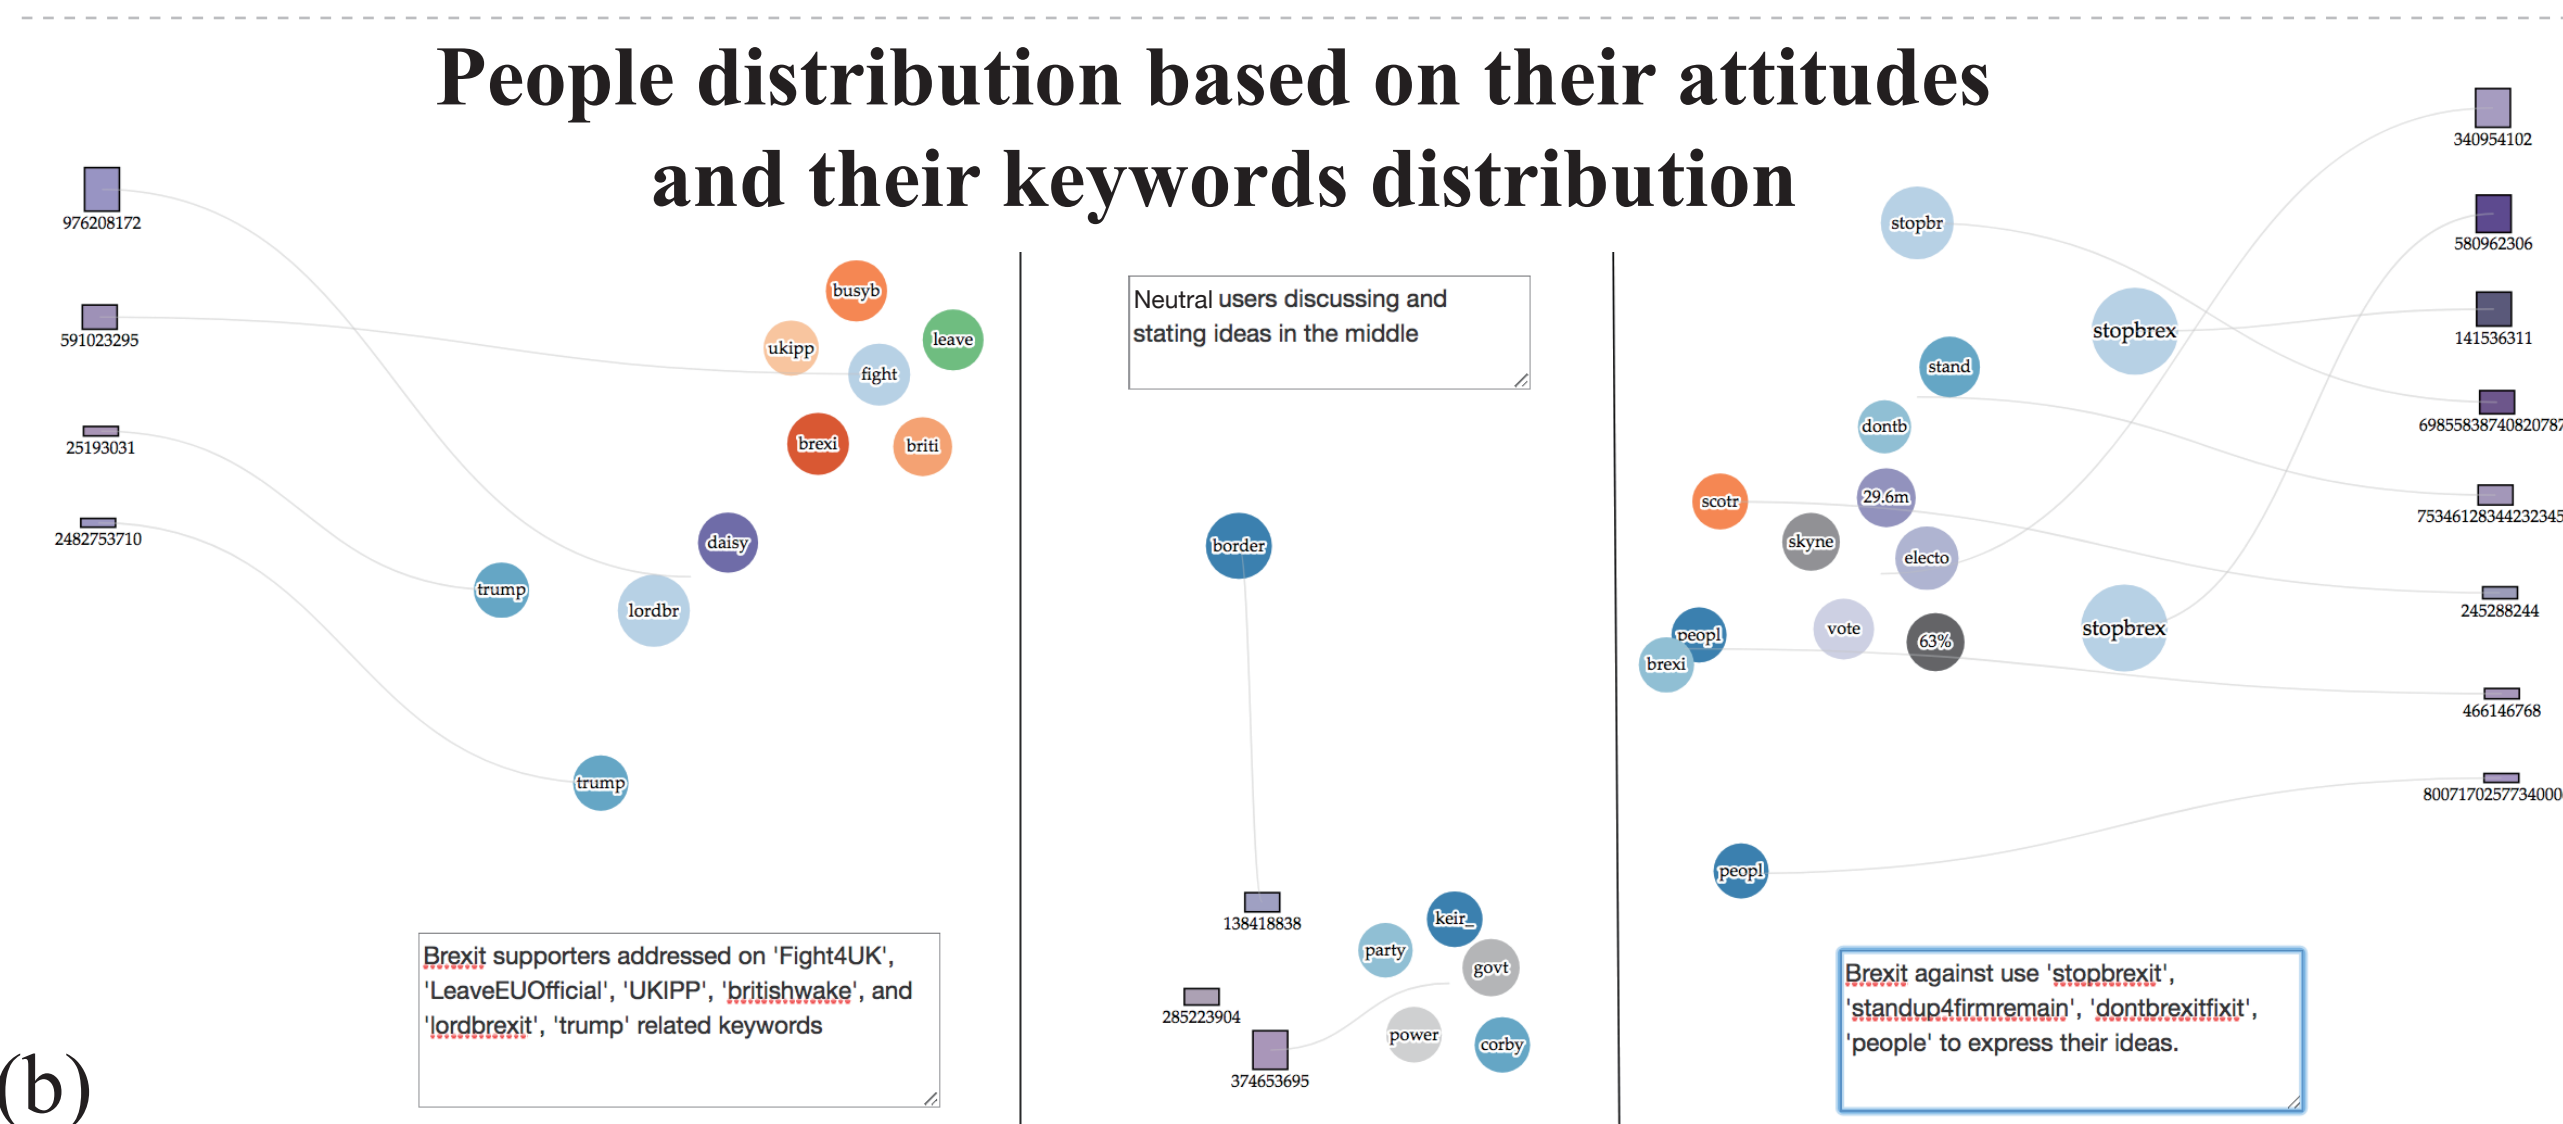 People distribution based on their attitudes
and their keywords distribution
976208172
591023295
25193031
2482753710
busyb
leave
ukipp
fight
brexi
briti
daisy
trump
lordbr
trump
Brexit supporters addressed on 'Fight4UK',
'LeaveEUOfficial', 'UKIPP', 'britishwake', and
'lordbrexit', 'trump' related keywords
(b)
Neutral users discussing and
stating ideas in the middle
border
138418838
285223904
374653695
keir_
party
govt
power
corby
stopbr
stopbrex
stand
dontb
scotr
29.6m
skyne
electo
peopl
brexi
vote
63%
stopbrex
peopl
340954102
580962306
141536311
69855838740820787
75346128344232345
245288244
466146768
8007170257734000
Brexit against use 'stopbrexit',
'standup4firmremain', 'dontbrexitfixit',
'people' to express their ideas.